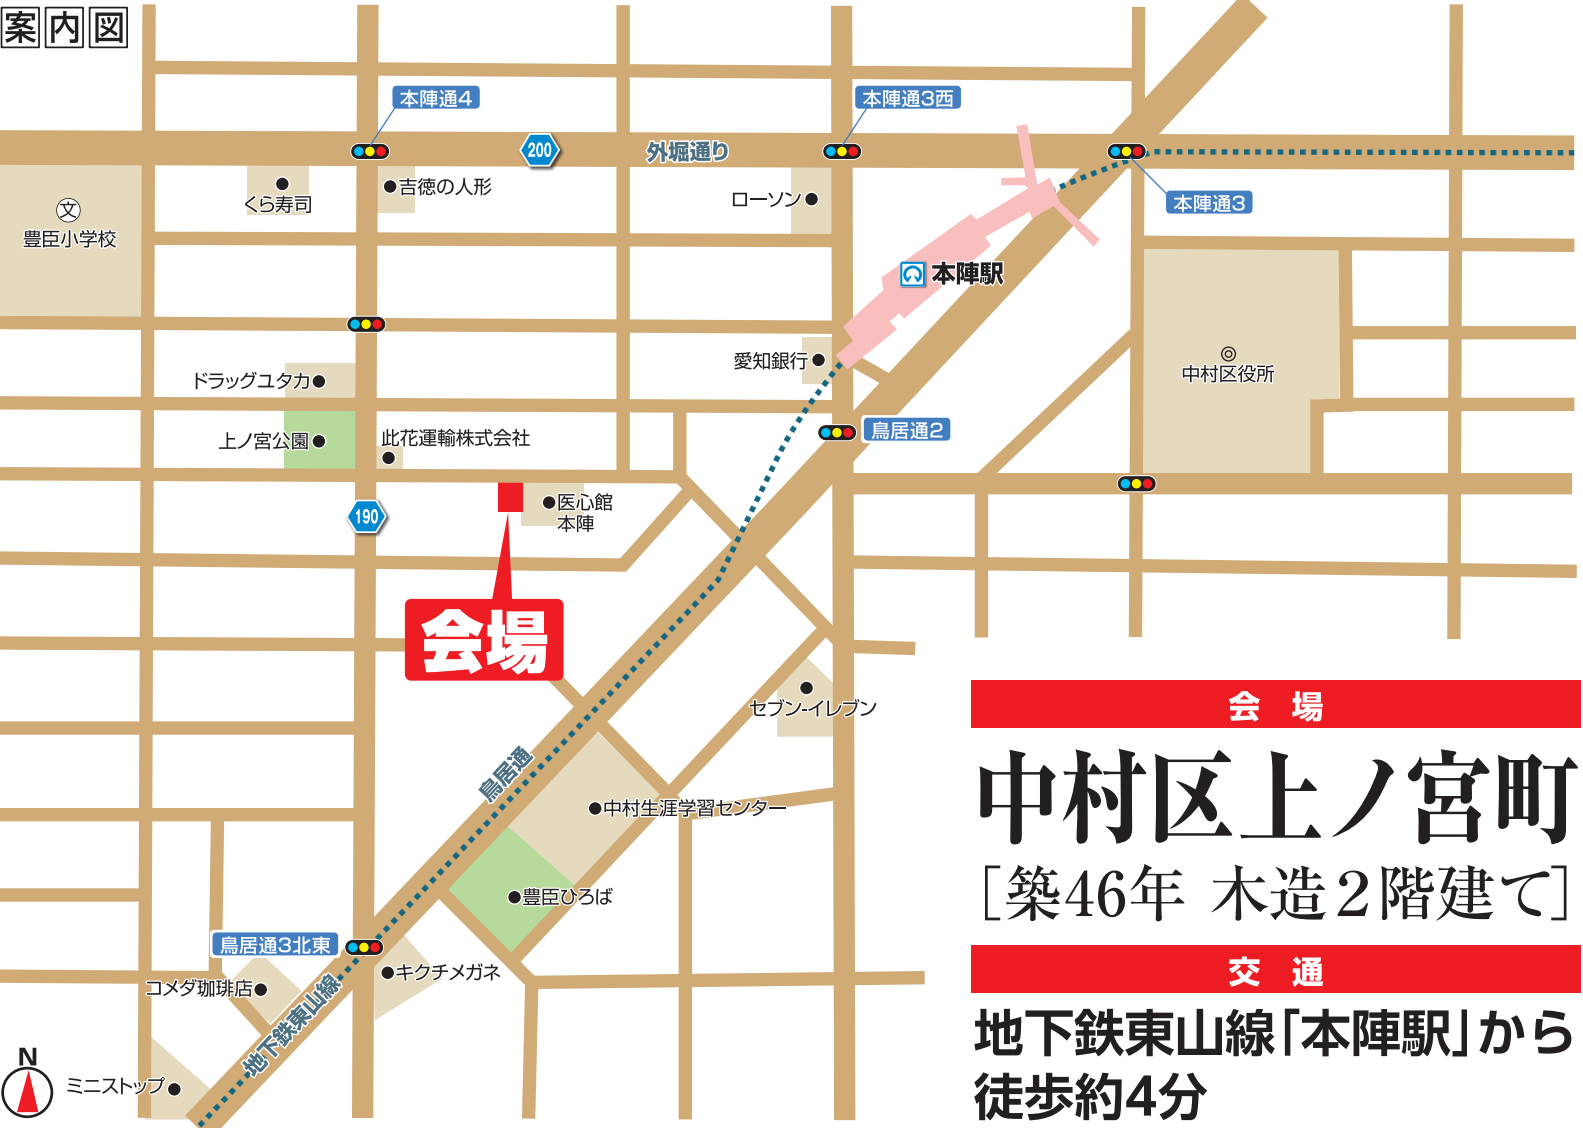 案内図
本陣通4
本陣通3西
200
外堀通り
くら寿司
吉徳の人形
ローソン
本陣通3
文
豊臣小学校
本陣駅
愛知銀行
中村区役所
ドラッグユタカ
上ノ宮公園
此花運輸株式会社
鳥居通2
190
医心館
本陣
会場
セブン-イレブン
鳥居通
中村生涯学習センター
豊臣ひろば
鳥居通3北東
キクチメガネ
コメダ珈琲店
地下鉄東山線
N
ミニストップ
会 場
中村区上ノ宮町
[築46年 木造2階建て]
交 通
地下鉄東山線「本陣駅」から
徒歩約4分